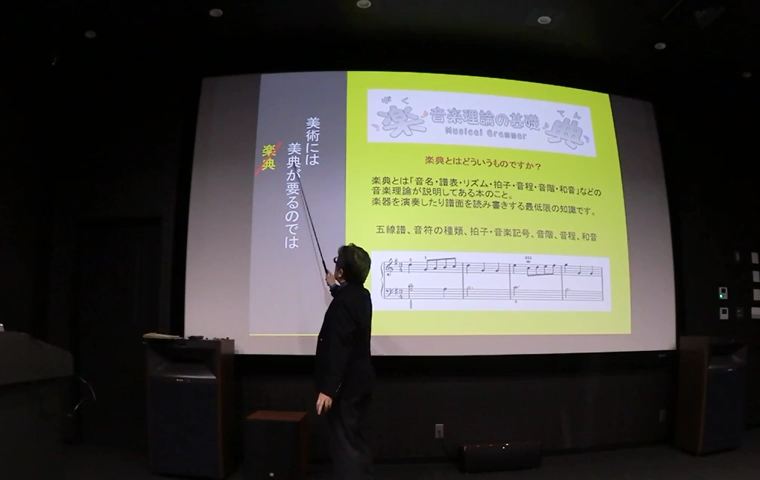 美術には
美典が要るのでは
楽典
がく
てん
楽
音楽理論の基礎
典
Musical Grammar
楽典とはどういうものですか?
楽典とは「音名・譜表・リズム・拍子・音程・音階・和音」などの
音楽理論が説明してある本のこと。
楽器を演奏したり譜面を読み書きする最低限の知識です。
五線譜、音符の種類、拍子・音楽記号、音階、音程、和音